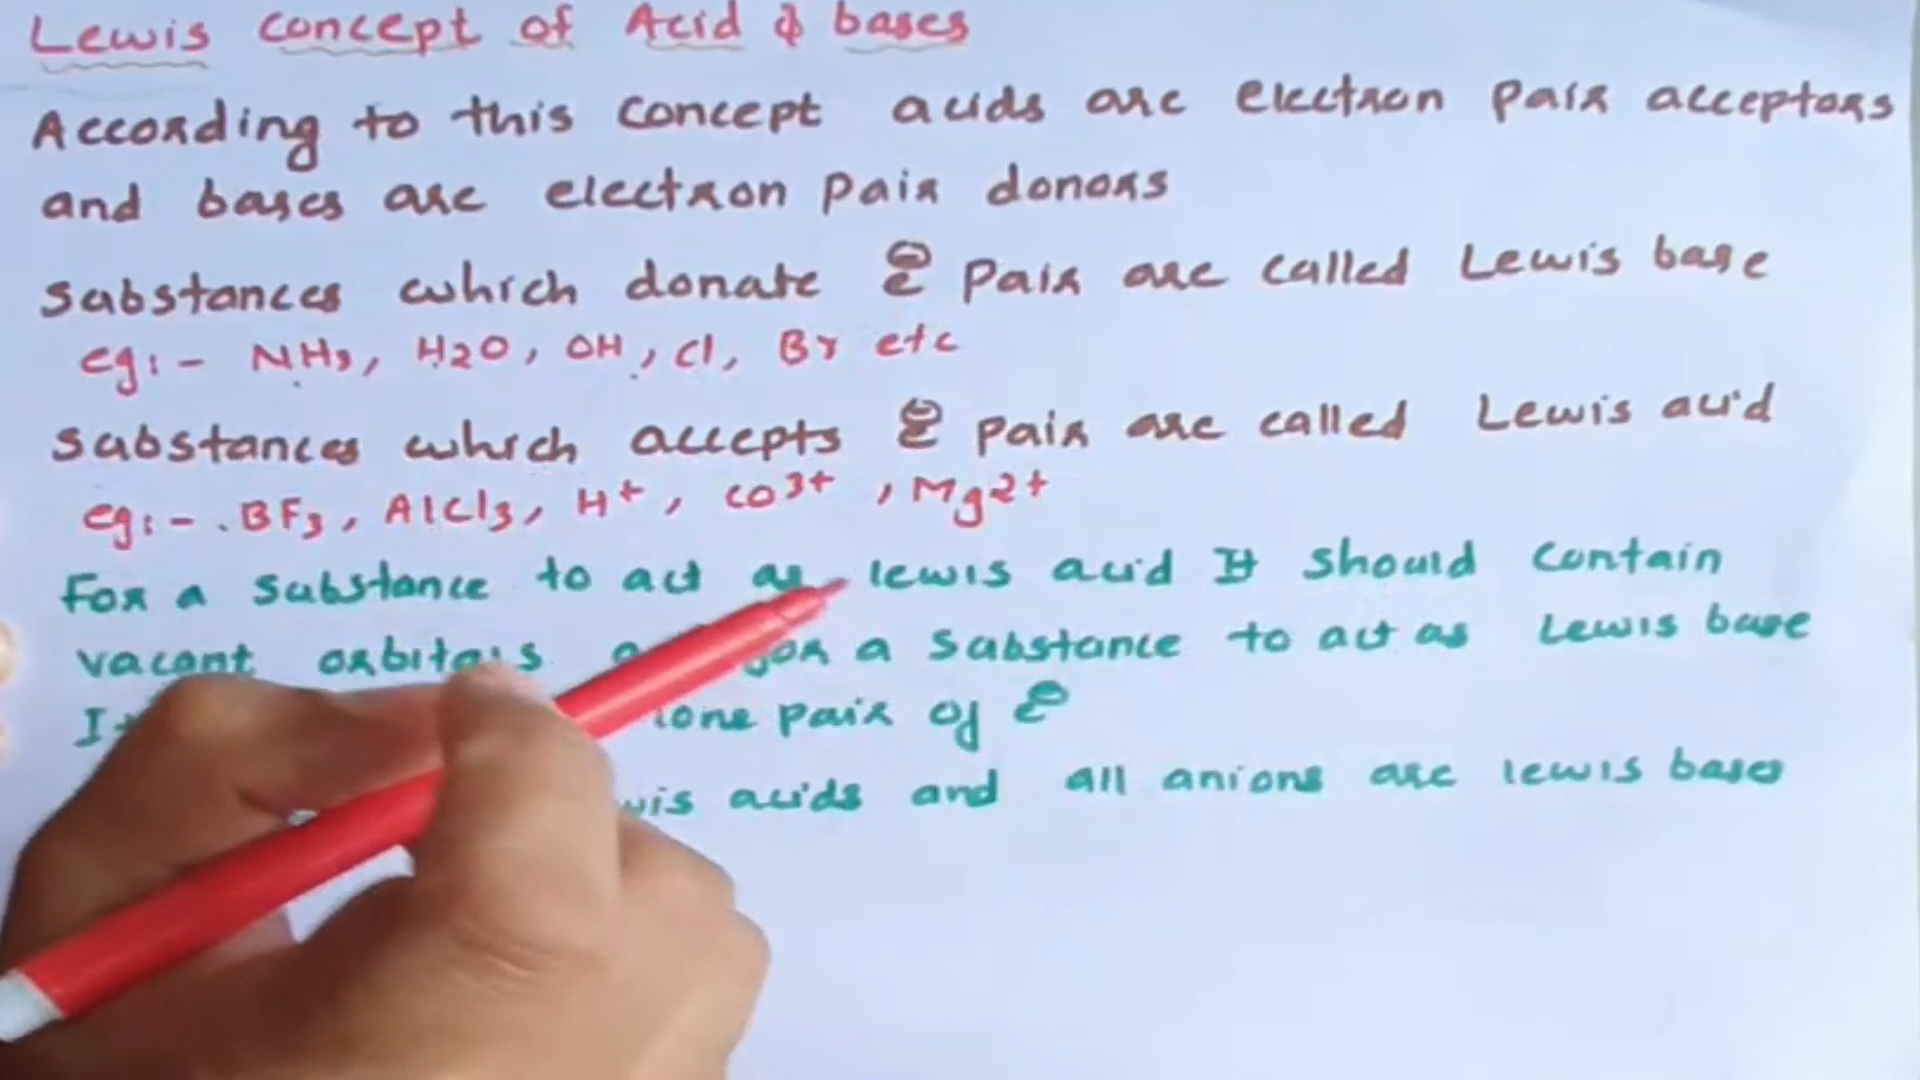 Lewis concept of Acid & bases
According to this concept acids are electron pair acceptors
and bases are electron pair donors
substances which donate e⊖ pair are called Lewis base
eg:- NH3, H2O, OH, Cl, Br etc
substances which accepts e⊖ pair are called Lewis acid
eg:- . BF3, AlCl3, H+, CO3+, Mg2+
For a substance to act as lewis acid It should contain
vacant orbitals for a substance to act as Lewis base
lone pair of e⊖
acids and all anions are lewis bases